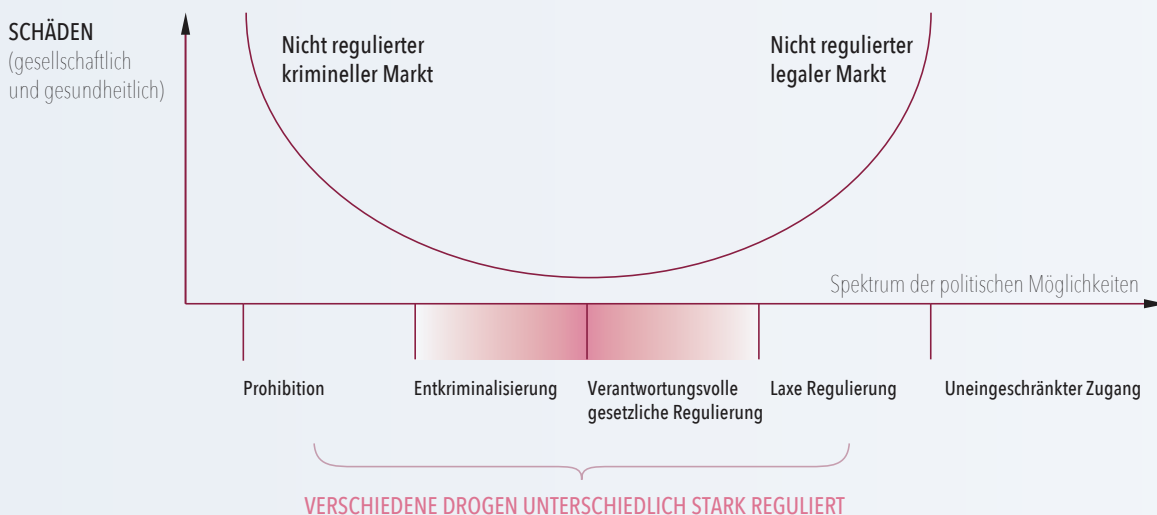 SCHÄDEN
(gesellschaftlich
und gesundheitlich)
Nicht regulierter
krimineller Markt
Nicht regulierter
legaler Markt
Spektrum der politischen Möglichkeiten
Prohibition
Entkriminalisierung
Verantwortungsvolle
gesetzliche Regulierung
Laxe Regulierung
Uneingeschränkter Zugang
VERSCHIEDENE DROGEN UNTERSCHIEDLICH STARK REGULIERT